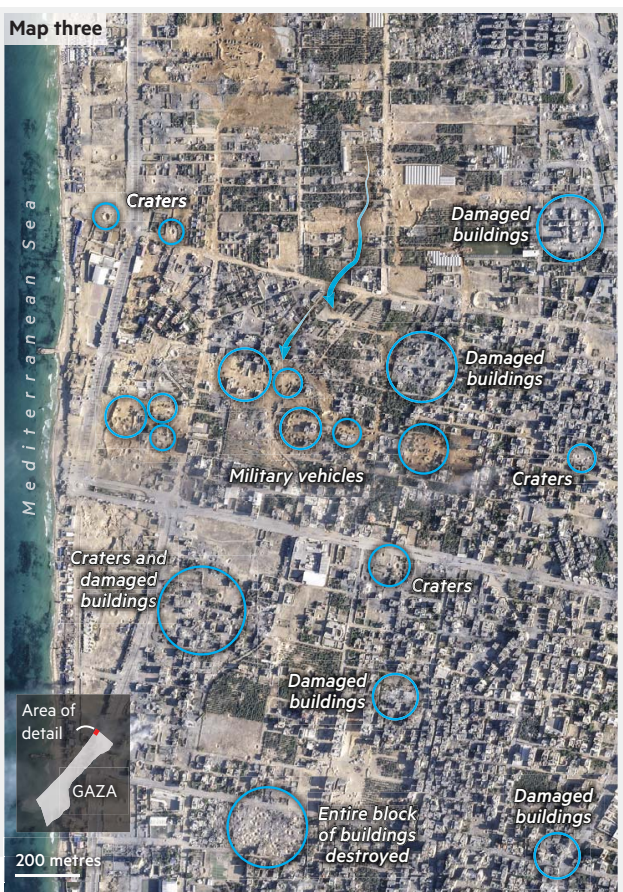 Map three
Mediterranean Sea
Craters
Damaged
buildings
Damaged
buildings
Military vehicles
Craters
Craters and
damaged
buildings
Craters
Damaged
buildings
Area of
detail
GAZA
Entire block
of buildings
destroyed
Damaged
buildings
200 metres